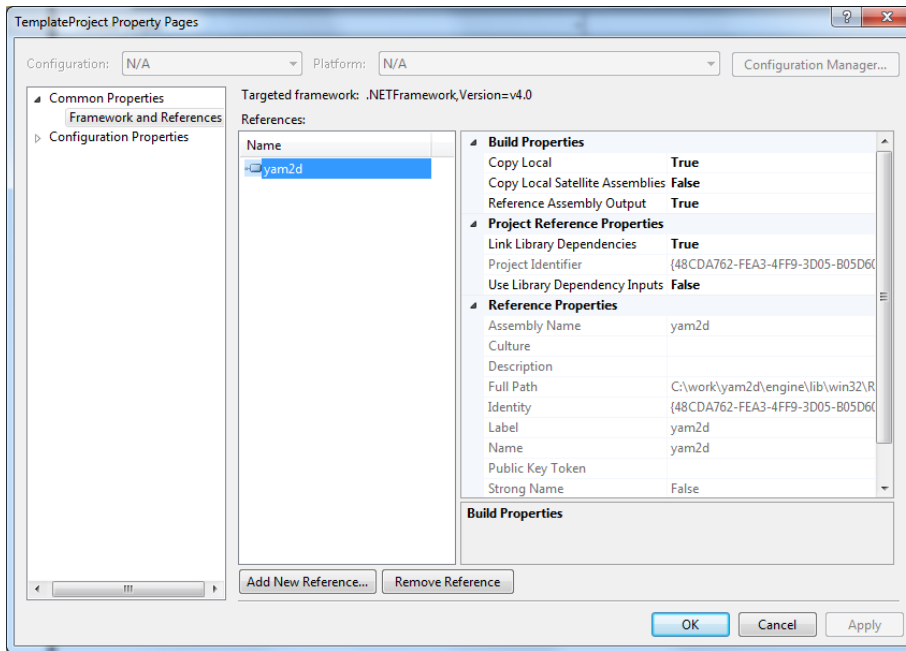 TemplateProject Property Pages
Configuration: N/A Platform: N/A Configuration Manager...
Common Properties
Framework and References
Configuration Properties
Targeted framework: .NETFramework,Version=v4.0
References:
Name
yam2d
Build Properties
Copy Local True
Copy Local Satellite Assemblies False
Reference Assembly Output True
Project Reference Properties
Link Library Dependencies True
Project Identifier {48CDA762-FEA3-4FF9-3D05-B05D60
Use Library Dependency Inputs False
Reference Properties
Assembly Name yam2d
Culture
Description
Full Path C:\work\yam2d\engine\lib\win32\R
Identity {48CDA762-FEA3-4FF9-3D05-B05D60
Label yam2d
Name yam2d
Public Key Token
Strong Name False
Build Properties
Add New Reference... Remove Reference
OK Cancel Apply